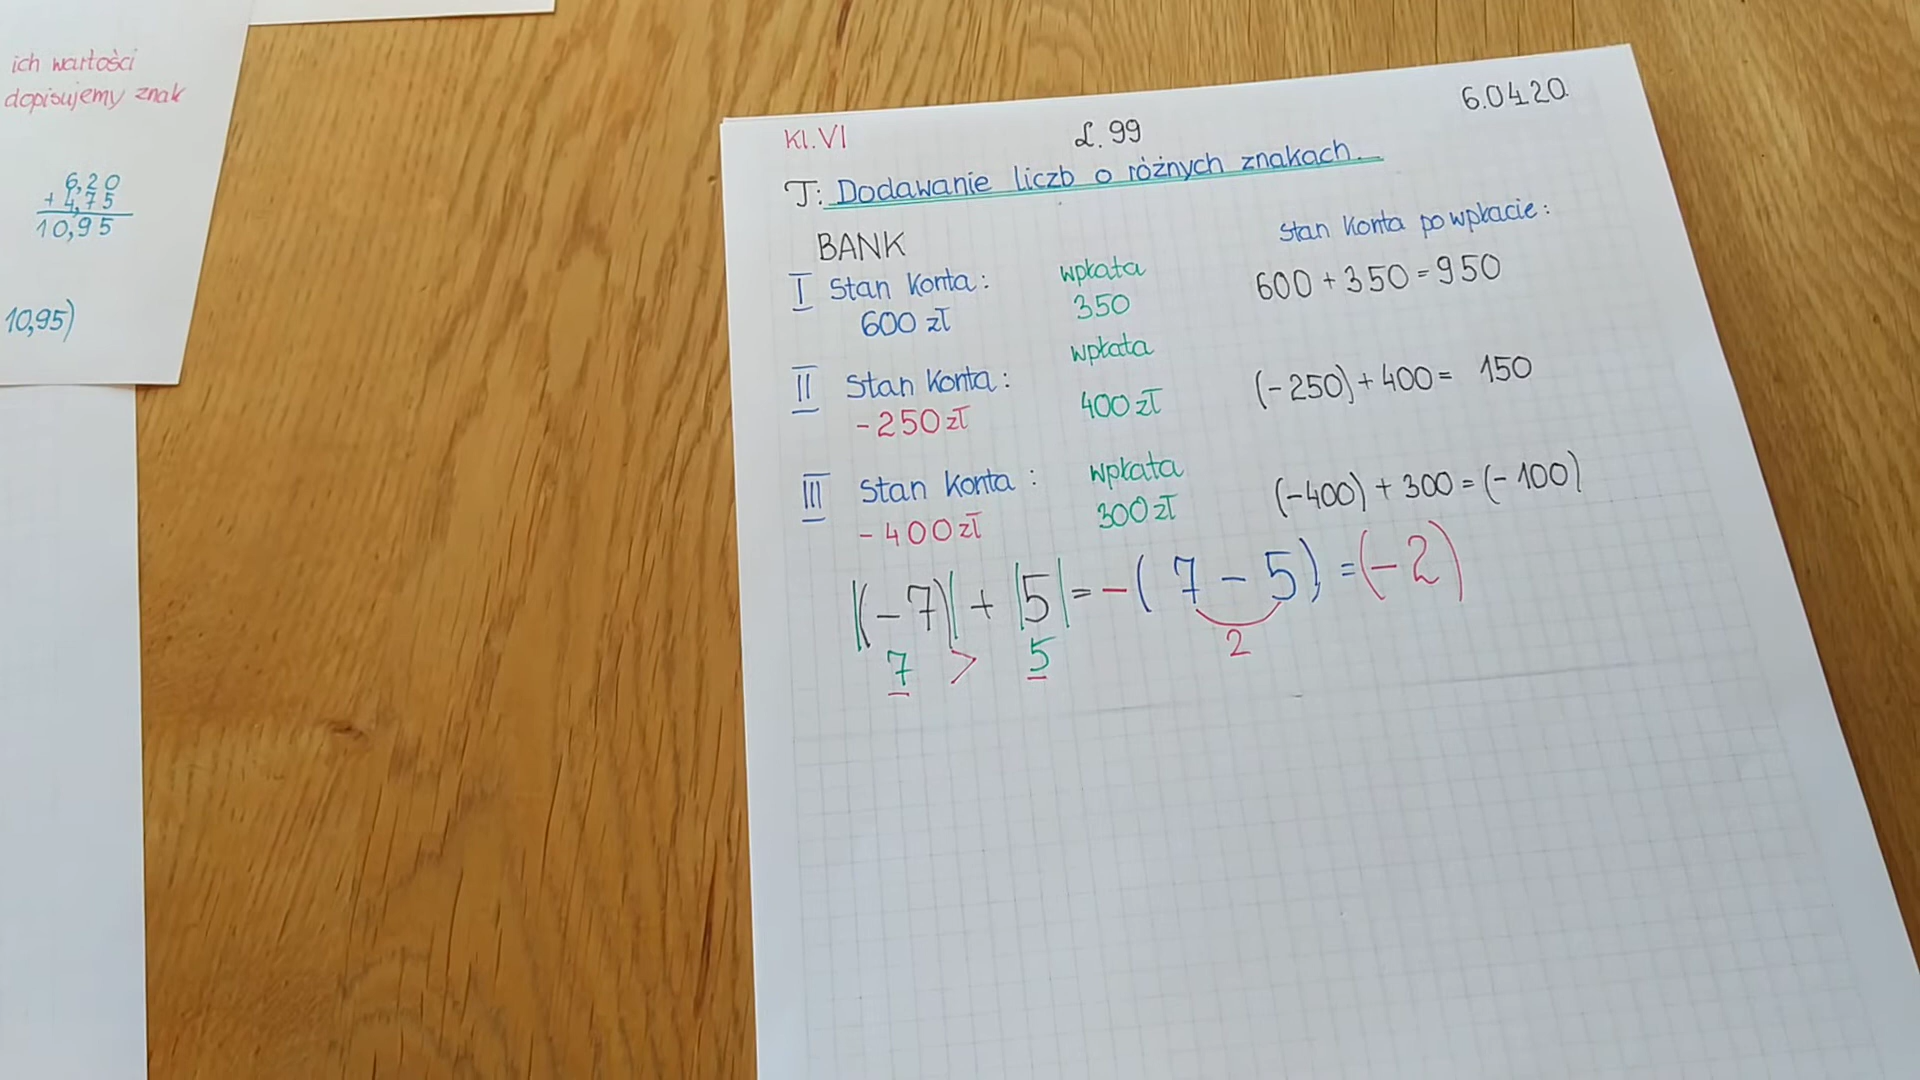 ich wartości
dopisujemy znak
6,20
+ 4,75
10,95
10,95)
6.04.20.
Kl. VI
L. 99
T: Dodawanie liczb o różnych znakach.
BANK
Stan Konta po wpłacie:
I Stan Konta: wpłata
600 zł 350 600 + 350 = 950
II Stan Konta: wpłata
-250 zł 400 zł (-250) + 400 = 150
III Stan Konta: wpłata
-400 zł 300 zł (-400) + 300 = (-100)
|(-7)| + |5| = -(7 - 5) = (-2)
7 > 5 2